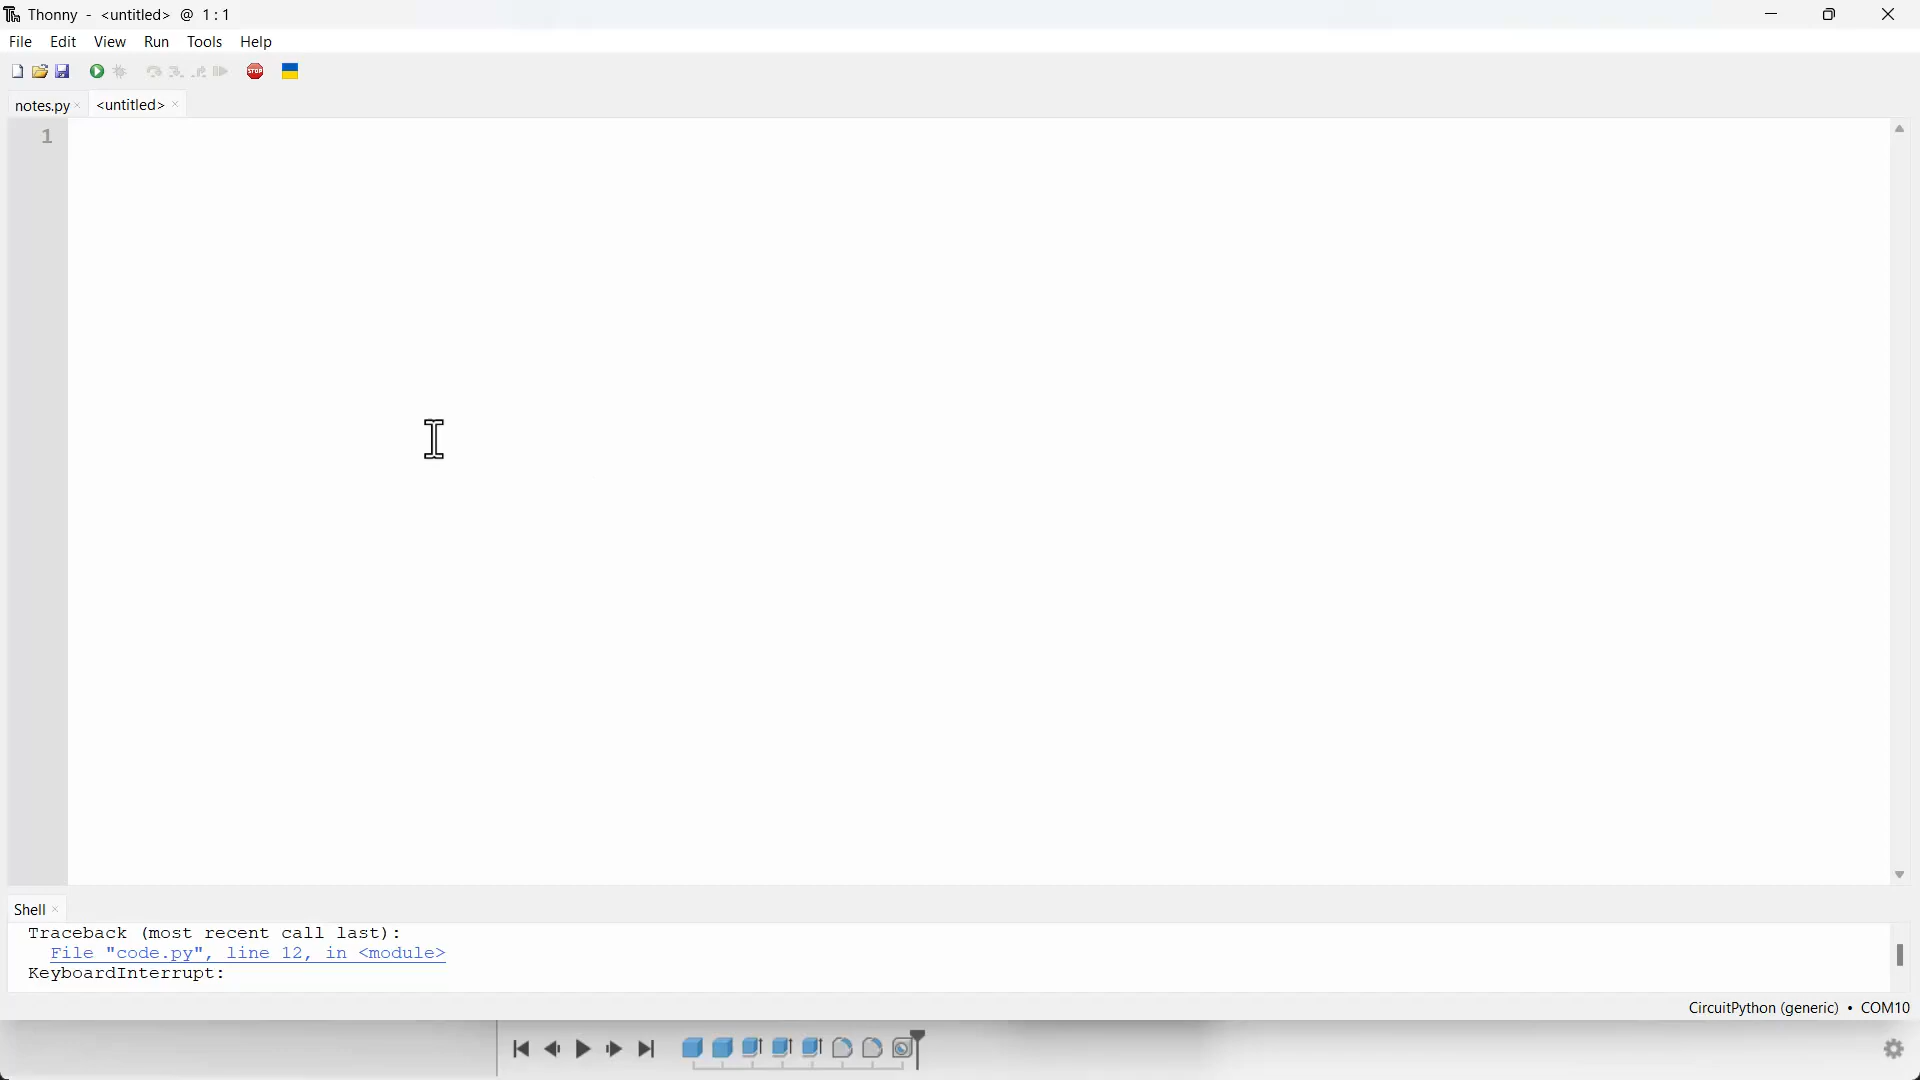 Thonny - <untitled> @ 1:1
File Edit View Run Tools Help
STOP
notes.py × <untitled> ×
1
Shell ×
Traceback (most recent call last):
File "code.py", line 12, in <module>
KeyboardInterrupt:
CircuitPython (generic) • COM10